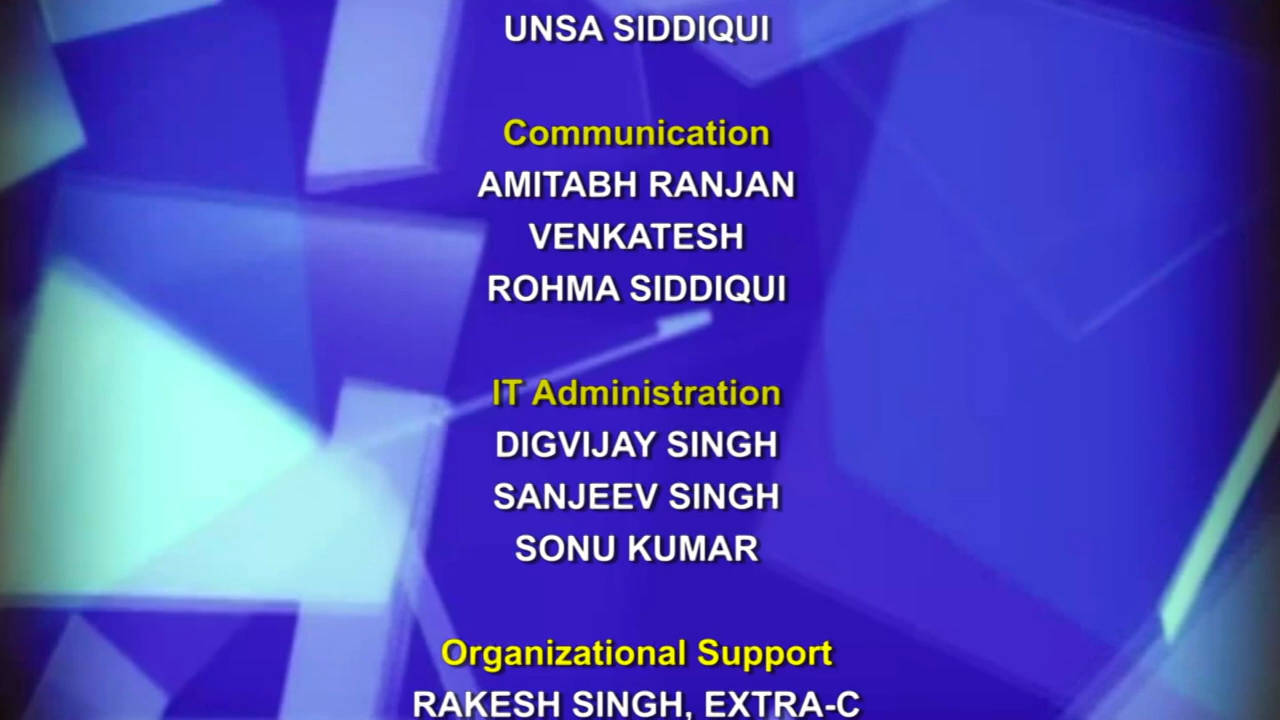 UNSA SIDDIQUI
Communication
AMITABH RANJAN
VENKATESH
ROHMA SIDDIQUI
IT Administration
DIGVIJAY SINGH
SANJEEV SINGH
SONU KUMAR
Organizational Support
RAKESH SINGH, EXTRA-C